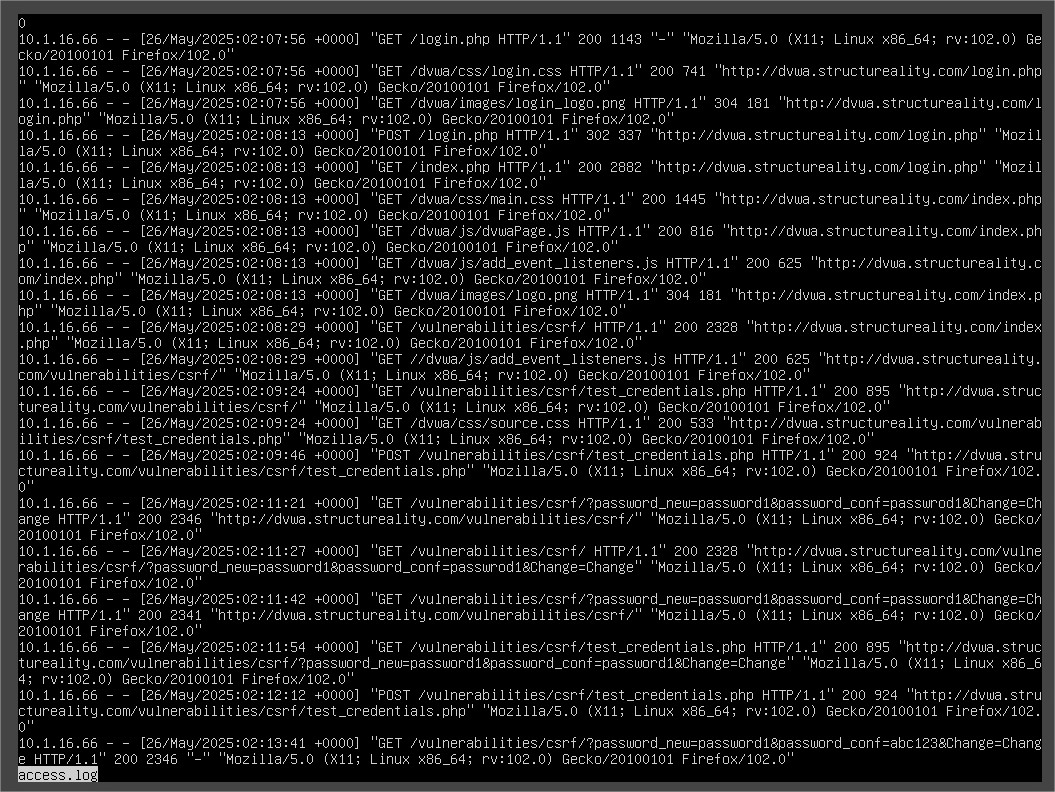 0
10.1.16.66 - - [26/May/2025:02:07:56 +0000] "GET /login.php HTTP/1.1" 200 1143 "-" "Mozilla/5.0 (X11; Linux x86_64; rv:102.0) Ge
cko/20100101 Firefox/102.0"
10.1.16.66 - - [26/May/2025:02:07:56 +0000] "GET /dvwa/css/login.css HTTP/1.1" 200 741 "http://dvwa.structureality.com/login.php
" "Mozilla/5.0 (X11; Linux x86_64; rv:102.0) Gecko/20100101 Firefox/102.0"
10.1.16.66 - - [26/May/2025:02:07:56 +0000] "GET /dvwa/images/login_logo.png HTTP/1.1" 304 181 "http://dvwa.structureality.com/l
ogin.php" "Mozilla/5.0 (X11; Linux x86_64; rv:102.0) Gecko/20100101 Firefox/102.0"
10.1.16.66 - - [26/May/2025:02:08:13 +0000] "POST /login.php HTTP/1.1" 302 337 "http://dvwa.structureality.com/login.php" "Mozil
la/5.0 (X11; Linux x86_64; rv:102.0) Gecko/20100101 Firefox/102.0"
10.1.16.66 - - [26/May/2025:02:08:13 +0000] "GET /index.php HTTP/1.1" 200 2882 "http://dvwa.structureality.com/login.php" "Mozil
la/5.0 (X11; Linux x86_64; rv:102.0) Gecko/20100101 Firefox/102.0"
10.1.16.66 - - [26/May/2025:02:08:13 +0000] "GET /dvwa/css/main.css HTTP/1.1" 200 1445 "http://dvwa.structureality.com/index.php
" "Mozilla/5.0 (X11; Linux x86_64; rv:102.0) Gecko/20100101 Firefox/102.0"
10.1.16.66 - - [26/May/2025:02:08:13 +0000] "GET /dvwa/js/dvwaPage.js HTTP/1.1" 200 816 "http://dvwa.structureality.com/index.ph
p" "Mozilla/5.0 (X11; Linux x86_64; rv:102.0) Gecko/20100101 Firefox/102.0"
10.1.16.66 - - [26/May/2025:02:08:13 +0000] "GET /dvwa/js/add_event_listeners.js HTTP/1.1" 200 625 "http://dvwa.structureality.c
om/index.php" "Mozilla/5.0 (X11; Linux x86_64; rv:102.0) Gecko/20100101 Firefox/102.0"
10.1.16.66 - - [26/May/2025:02:08:13 +0000] "GET /dvwa/images/logo.png HTTP/1.1" 304 181 "http://dvwa.structureality.com/index.p
hp" "Mozilla/5.0 (X11; Linux x86_64; rv:102.0) Gecko/20100101 Firefox/102.0"
10.1.16.66 - - [26/May/2025:02:08:29 +0000] "GET /vulnerabilities/csrf/ HTTP/1.1" 200 2328 "http://dvwa.structureality.com/index
.php" "Mozilla/5.0 (X11; Linux x86_64; rv:102.0) Gecko/20100101 Firefox/102.0"
10.1.16.66 - - [26/May/2025:02:08:29 +0000] "GET //dvwa/js/add_event_listeners.js HTTP/1.1" 200 625 "http://dvwa.structureality.
com/vulnerabilities/csrf/" "Mozilla/5.0 (X11; Linux x86_64; rv:102.0) Gecko/20100101 Firefox/102.0"
10.1.16.66 - - [26/May/2025:02:09:24 +0000] "GET /vulnerabilities/csrf/test_credentials.php HTTP/1.1" 200 895 "http://dvwa.struc
tureality.com/vulnerabilities/csrf/" "Mozilla/5.0 (X11; Linux x86_64; rv:102.0) Gecko/20100101 Firefox/102.0"
10.1.16.66 - - [26/May/2025:02:09:24 +0000] "GET /dvwa/css/source.css HTTP/1.1" 200 533 "http://dvwa.structureality.com/vulnerab
ilities/csrf/test_credentials.php" "Mozilla/5.0 (X11; Linux x86_64; rv:102.0) Gecko/20100101 Firefox/102.0"
10.1.16.66 - - [26/May/2025:02:09:46 +0000] "POST /vulnerabilities/csrf/test_credentials.php HTTP/1.1" 200 924 "http://dvwa.stru
ctureality.com/vulnerabilities/csrf/test_credentials.php" "Mozilla/5.0 (X11; Linux x86_64; rv:102.0) Gecko/20100101 Firefox/102.
0"
10.1.16.66 - - [26/May/2025:02:11:21 +0000] "GET /vulnerabilities/csrf/?password_new=password1&password_conf=passwrod1&Change=Ch
ange HTTP/1.1" 200 2346 "http://dvwa.structureality.com/vulnerabilities/csrf/" "Mozilla/5.0 (X11; Linux x86_64; rv:102.0) Gecko/
20100101 Firefox/102.0"
10.1.16.66 - - [26/May/2025:02:11:27 +0000] "GET /vulnerabilities/csrf/ HTTP/1.1" 200 2328 "http://dvwa.structureality.com/vulne
rabilities/csrf/?password_new=password1&password_conf=passwrod1&Change=Change" "Mozilla/5.0 (X11; Linux x86_64; rv:102.0) Gecko/
20100101 Firefox/102.0"
10.1.16.66 - - [26/May/2025:02:11:42 +0000] "GET /vulnerabilities/csrf/?password_new=password1&password_conf=password1&Change=Ch
ange HTTP/1.1" 200 2341 "http://dvwa.structureality.com/vulnerabilities/csrf/" "Mozilla/5.0 (X11; Linux x86_64; rv:102.0) Gecko/
20100101 Firefox/102.0"
10.1.16.66 - - [26/May/2025:02:11:54 +0000] "GET /vulnerabilities/csrf/test_credentials.php HTTP/1.1" 200 895 "http://dvwa.struc
tureality.com/vulnerabilities/csrf/?password_new=password1&password_conf=password1&Change=Change" "Mozilla/5.0 (X11; Linux x86_6
4; rv:102.0) Gecko/20100101 Firefox/102.0"
10.1.16.66 - - [26/May/2025:02:12:12 +0000] "POST /vulnerabilities/csrf/test_credentials.php HTTP/1.1" 200 924 "http://dvwa.stru
ctureality.com/vulnerabilities/csrf/test_credentials.php" "Mozilla/5.0 (X11; Linux x86_64; rv:102.0) Gecko/20100101 Firefox/102.
0"
10.1.16.66 - - [26/May/2025:02:13:41 +0000] "GET /vulnerabilities/csrf/?password_new=password1&password_conf=abc123&Change=Chang
e HTTP/1.1" 200 2346 "-" "Mozilla/5.0 (X11; Linux x86_64; rv:102.0) Gecko/20100101 Firefox/102.0"
access.log